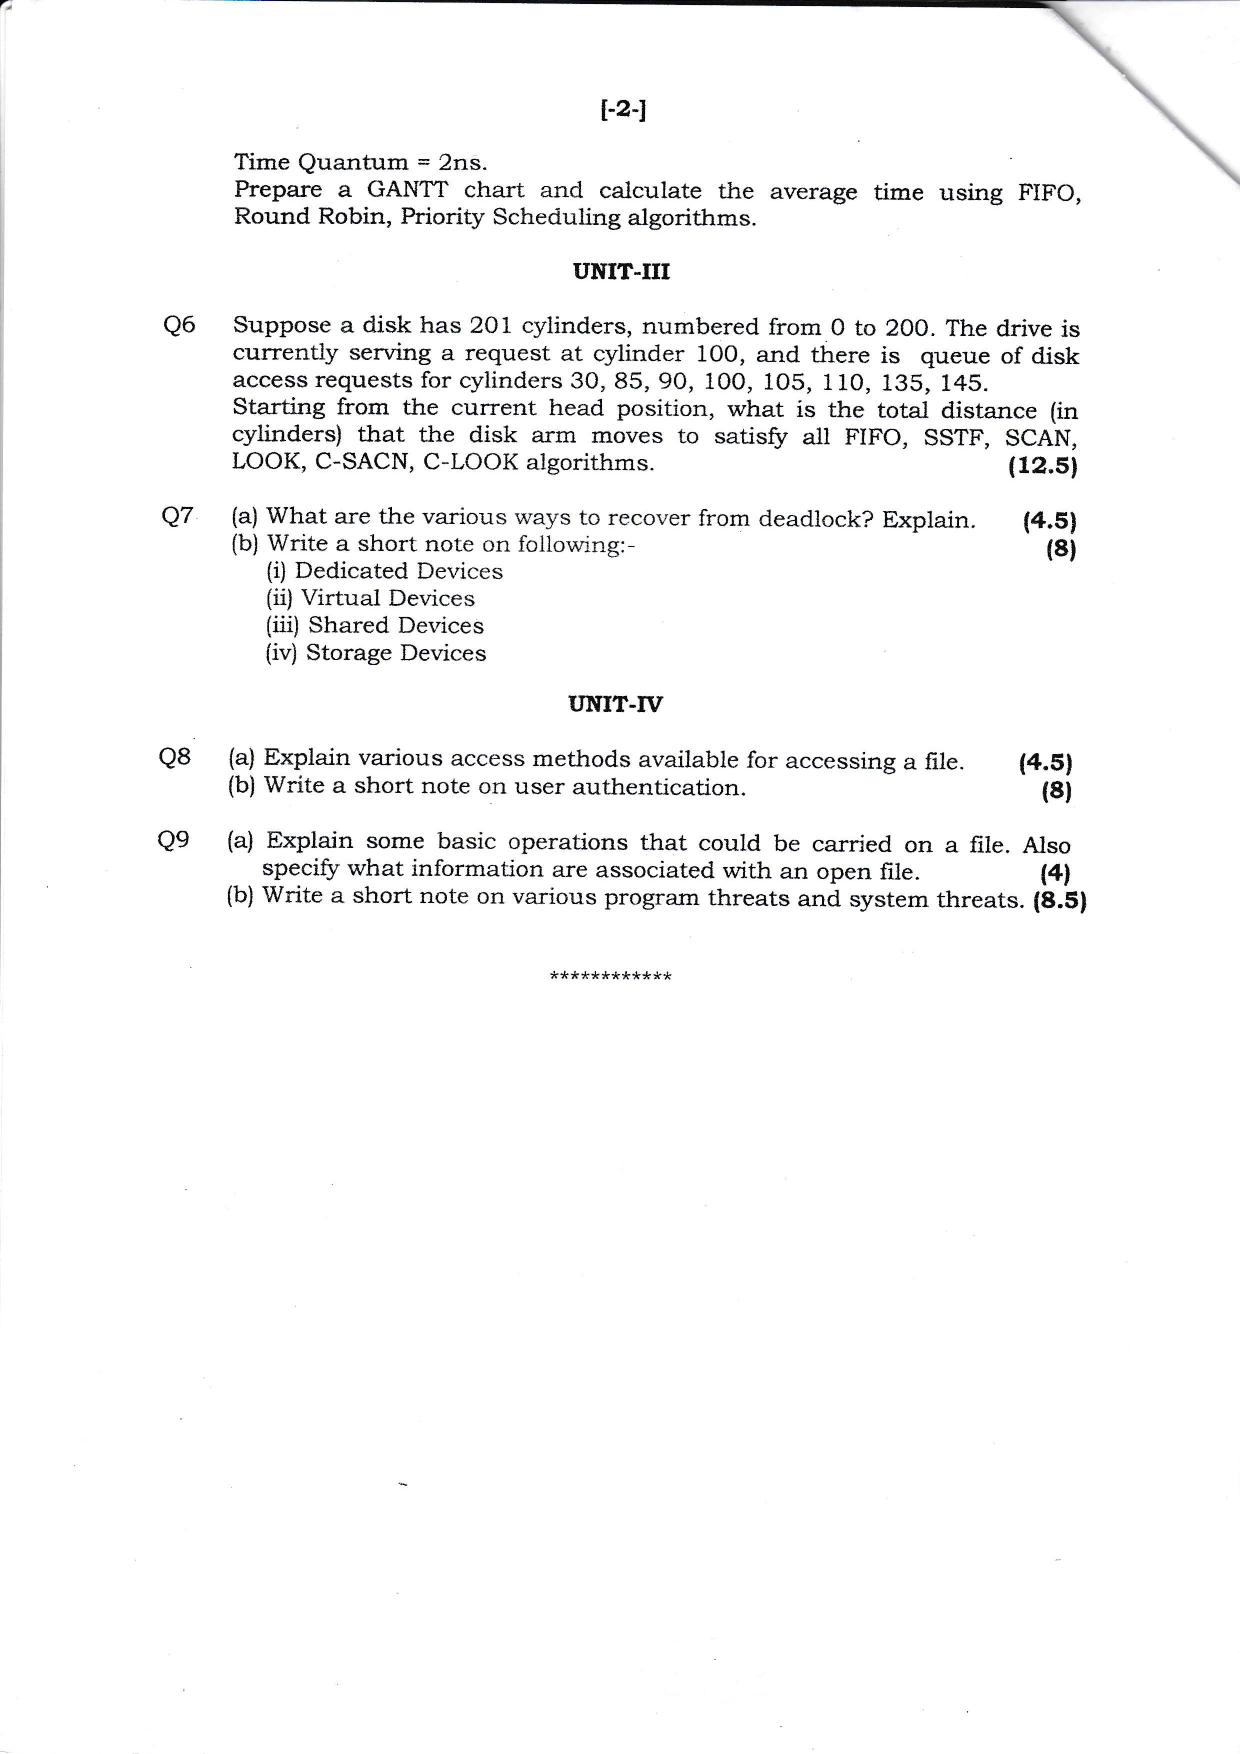 [-2-]
Time Quantum = 2ns.
Prepare a GANTT chart and calculate the average time using FIFO,
Round Robin, Priority Scheduling algorithms.
UNIT-III
Q6 Suppose a disk has 201 cylinders, numbered from 0 to 200. The drive is
currently serving a request at cylinder 100, and there is queue of disk
access requests for cylinders 30, 85, 90, 100, 105, 110, 135, 145.
Starting from the current head position, what is the total distance (in
cylinders) that the disk arm moves to satisfy all FIFO, SSTF, SCAN,
LOOK, C-SACN, C-LOOK algorithms. (12.5)
Q7 (a) What are the various ways to recover from deadlock? Explain. (4.5)
(b) Write a short note on following:- (8)
(i) Dedicated Devices
(ii) Virtual Devices
(iii) Shared Devices
(iv) Storage Devices
UNIT-IV
Q8 (a) Explain various access methods available for accessing a file. (4.5)
(b) Write a short note on user authentication. (8)
Q9 (a) Explain some basic operations that could be carried on a file. Also
specify what information are associated with an open file. (4)
(b) Write a short note on various program threats and system threats. (8.5)
************